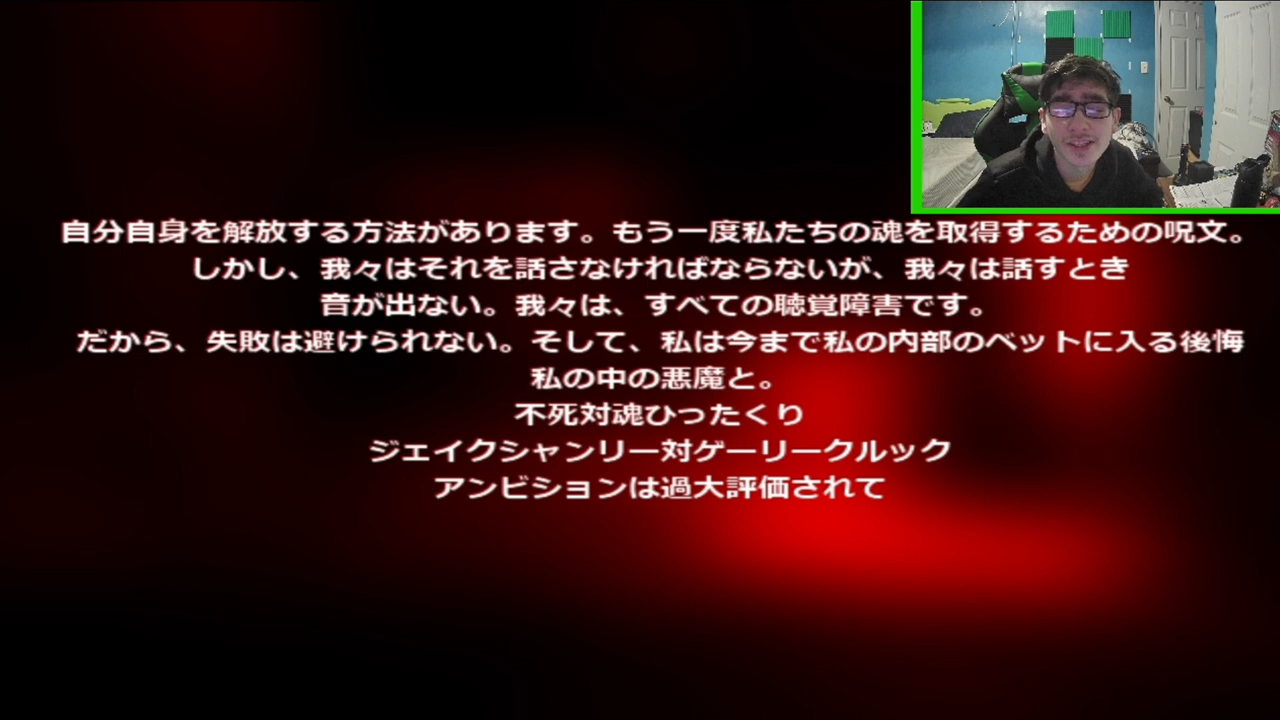 自分自身を解放する方法があります。もう一度私たちの魂を取得するための呪文。
しかし、我々はそれを話さなければならないが、我々は話すとき
音が出ない。我々は、すべての聴覚障害です。
だから、失敗は避けられない。そして、私は今まで私の内部のベットに入る後悔
私の中の悪魔と。
不死対魂ひったくり
ジェイクシャンリー対ゲーリークルック
アンビションは過大評価されて